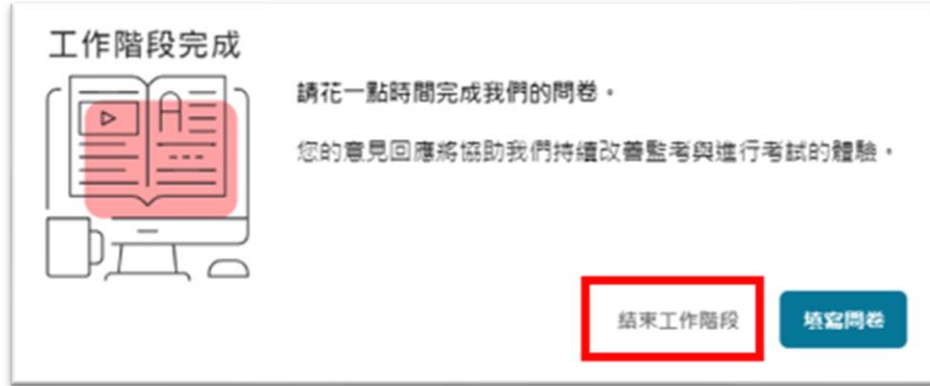 工作階段完成
請花一點時間完成我們的問卷。
您的意見回應將協助我們持續改善監考與進行考試的體驗。
結束工作階段
填寫問卷